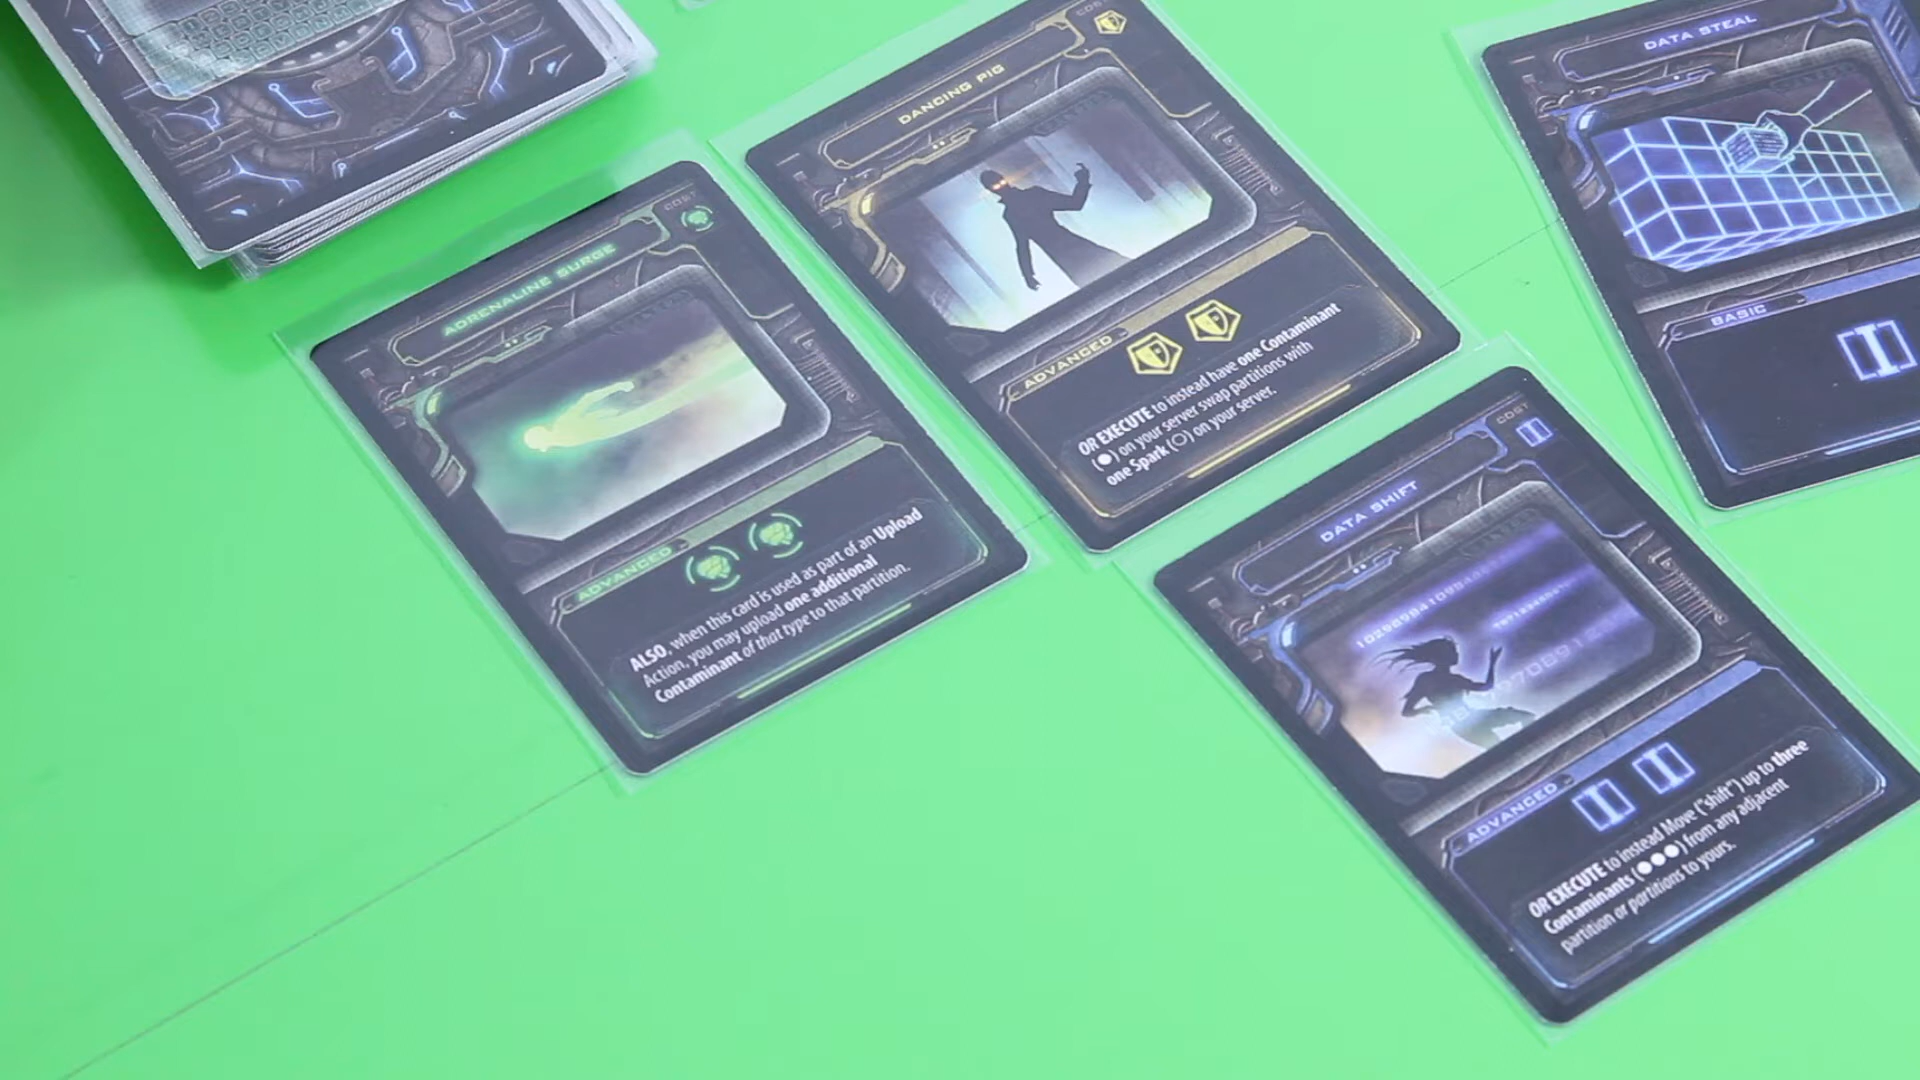 COST
ADRENALINE SURGE
ADVANCED
ALSO, when this card is used as part of an Upload
Action, you may upload one additional
Contaminant of that type to that partition.
COST
DANCING PIG
ADVANCED
OR EXECUTE to instead have one Contaminant
(●) on your server swap partitions with
one Spark (○) on your server.
COST
DATA SHIFT
ADVANCED
OR EXECUTE to instead Move ("shift") up to three
Contaminants (●●●) from any adjacent
partition or partitions to yours.
DATA STEAL
BASIC